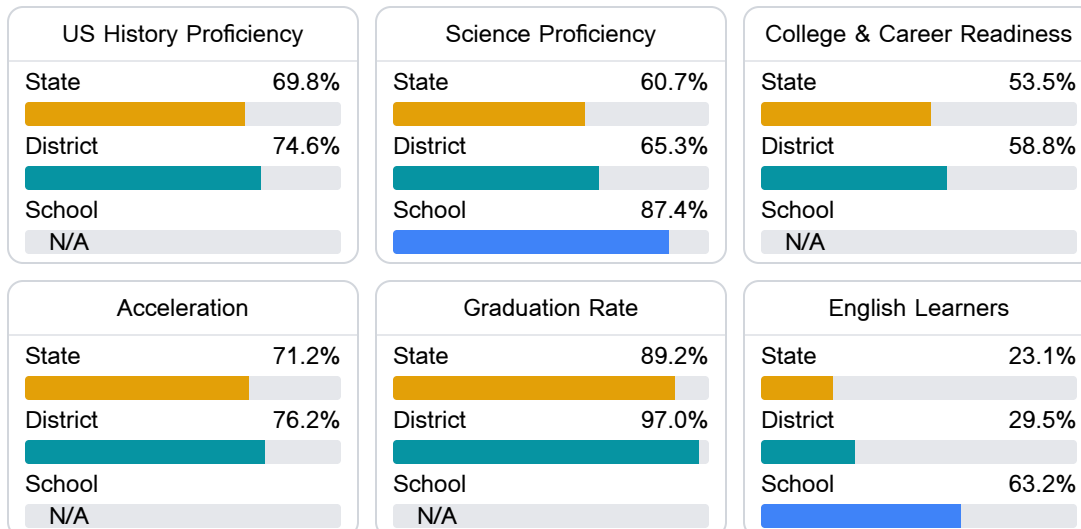 US History Proficiency
State 69.8%
District 74.6%
School
N/A
Science Proficiency
State 60.7%
District 65.3%
School 87.4%
College & Career Readiness
State 53.5%
District 58.8%
School
N/A
Acceleration
State 71.2%
District 76.2%
School
N/A
Graduation Rate
State 89.2%
District 97.0%
School
N/A
English Learners
State 23.1%
District 29.5%
School 63.2%